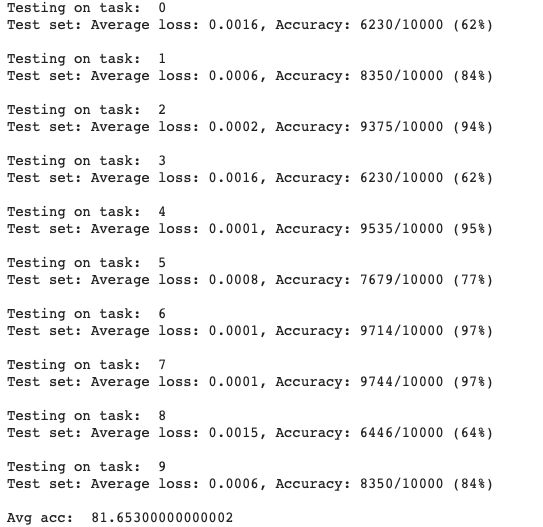 Testing on task:  0
Test set: Average loss: 0.0016, Accuracy: 6230/10000 (62%)
Testing on task:  1
Test set: Average loss: 0.0006, Accuracy: 8350/10000 (84%)
Testing on task:  2
Test set: Average loss: 0.0002, Accuracy: 9375/10000 (94%)
Testing on task:  3
Test set: Average loss: 0.0016, Accuracy: 6230/10000 (62%)
Testing on task:  4
Test set: Average loss: 0.0001, Accuracy: 9535/10000 (95%)
Testing on task:  5
Test set: Average loss: 0.0008, Accuracy: 7679/10000 (77%)
Testing on task:  6
Test set: Average loss: 0.0001, Accuracy: 9714/10000 (97%)
Testing on task:  7
Test set: Average loss: 0.0001, Accuracy: 9744/10000 (97%)
Testing on task:  8
Test set: Average loss: 0.0015, Accuracy: 6446/10000 (64%)
Testing on task:  9
Test set: Average loss: 0.0006, Accuracy: 8350/10000 (84%)
Avg acc:  81.65300000000002